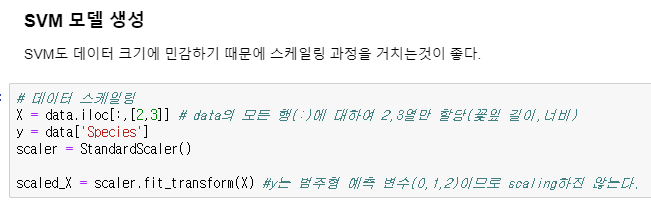 SVM 모델 생성
SVM도 데이터 크기에 민감하기 때문에 스케일링 과정을 거치는것이 좋다.
# 데이터 스케일링
X = data.iloc[:,[2,3]] # data의 모든 행(:)에 대하여 2,3열만 할당(꽃잎 길이,너비)
y = data['Species']
scaler = StandardScaler()
scaled_X = scaler.fit_transform(X) #y는 범주형 예측 변수(0,1,2)이므로 scaling하진 않는다.